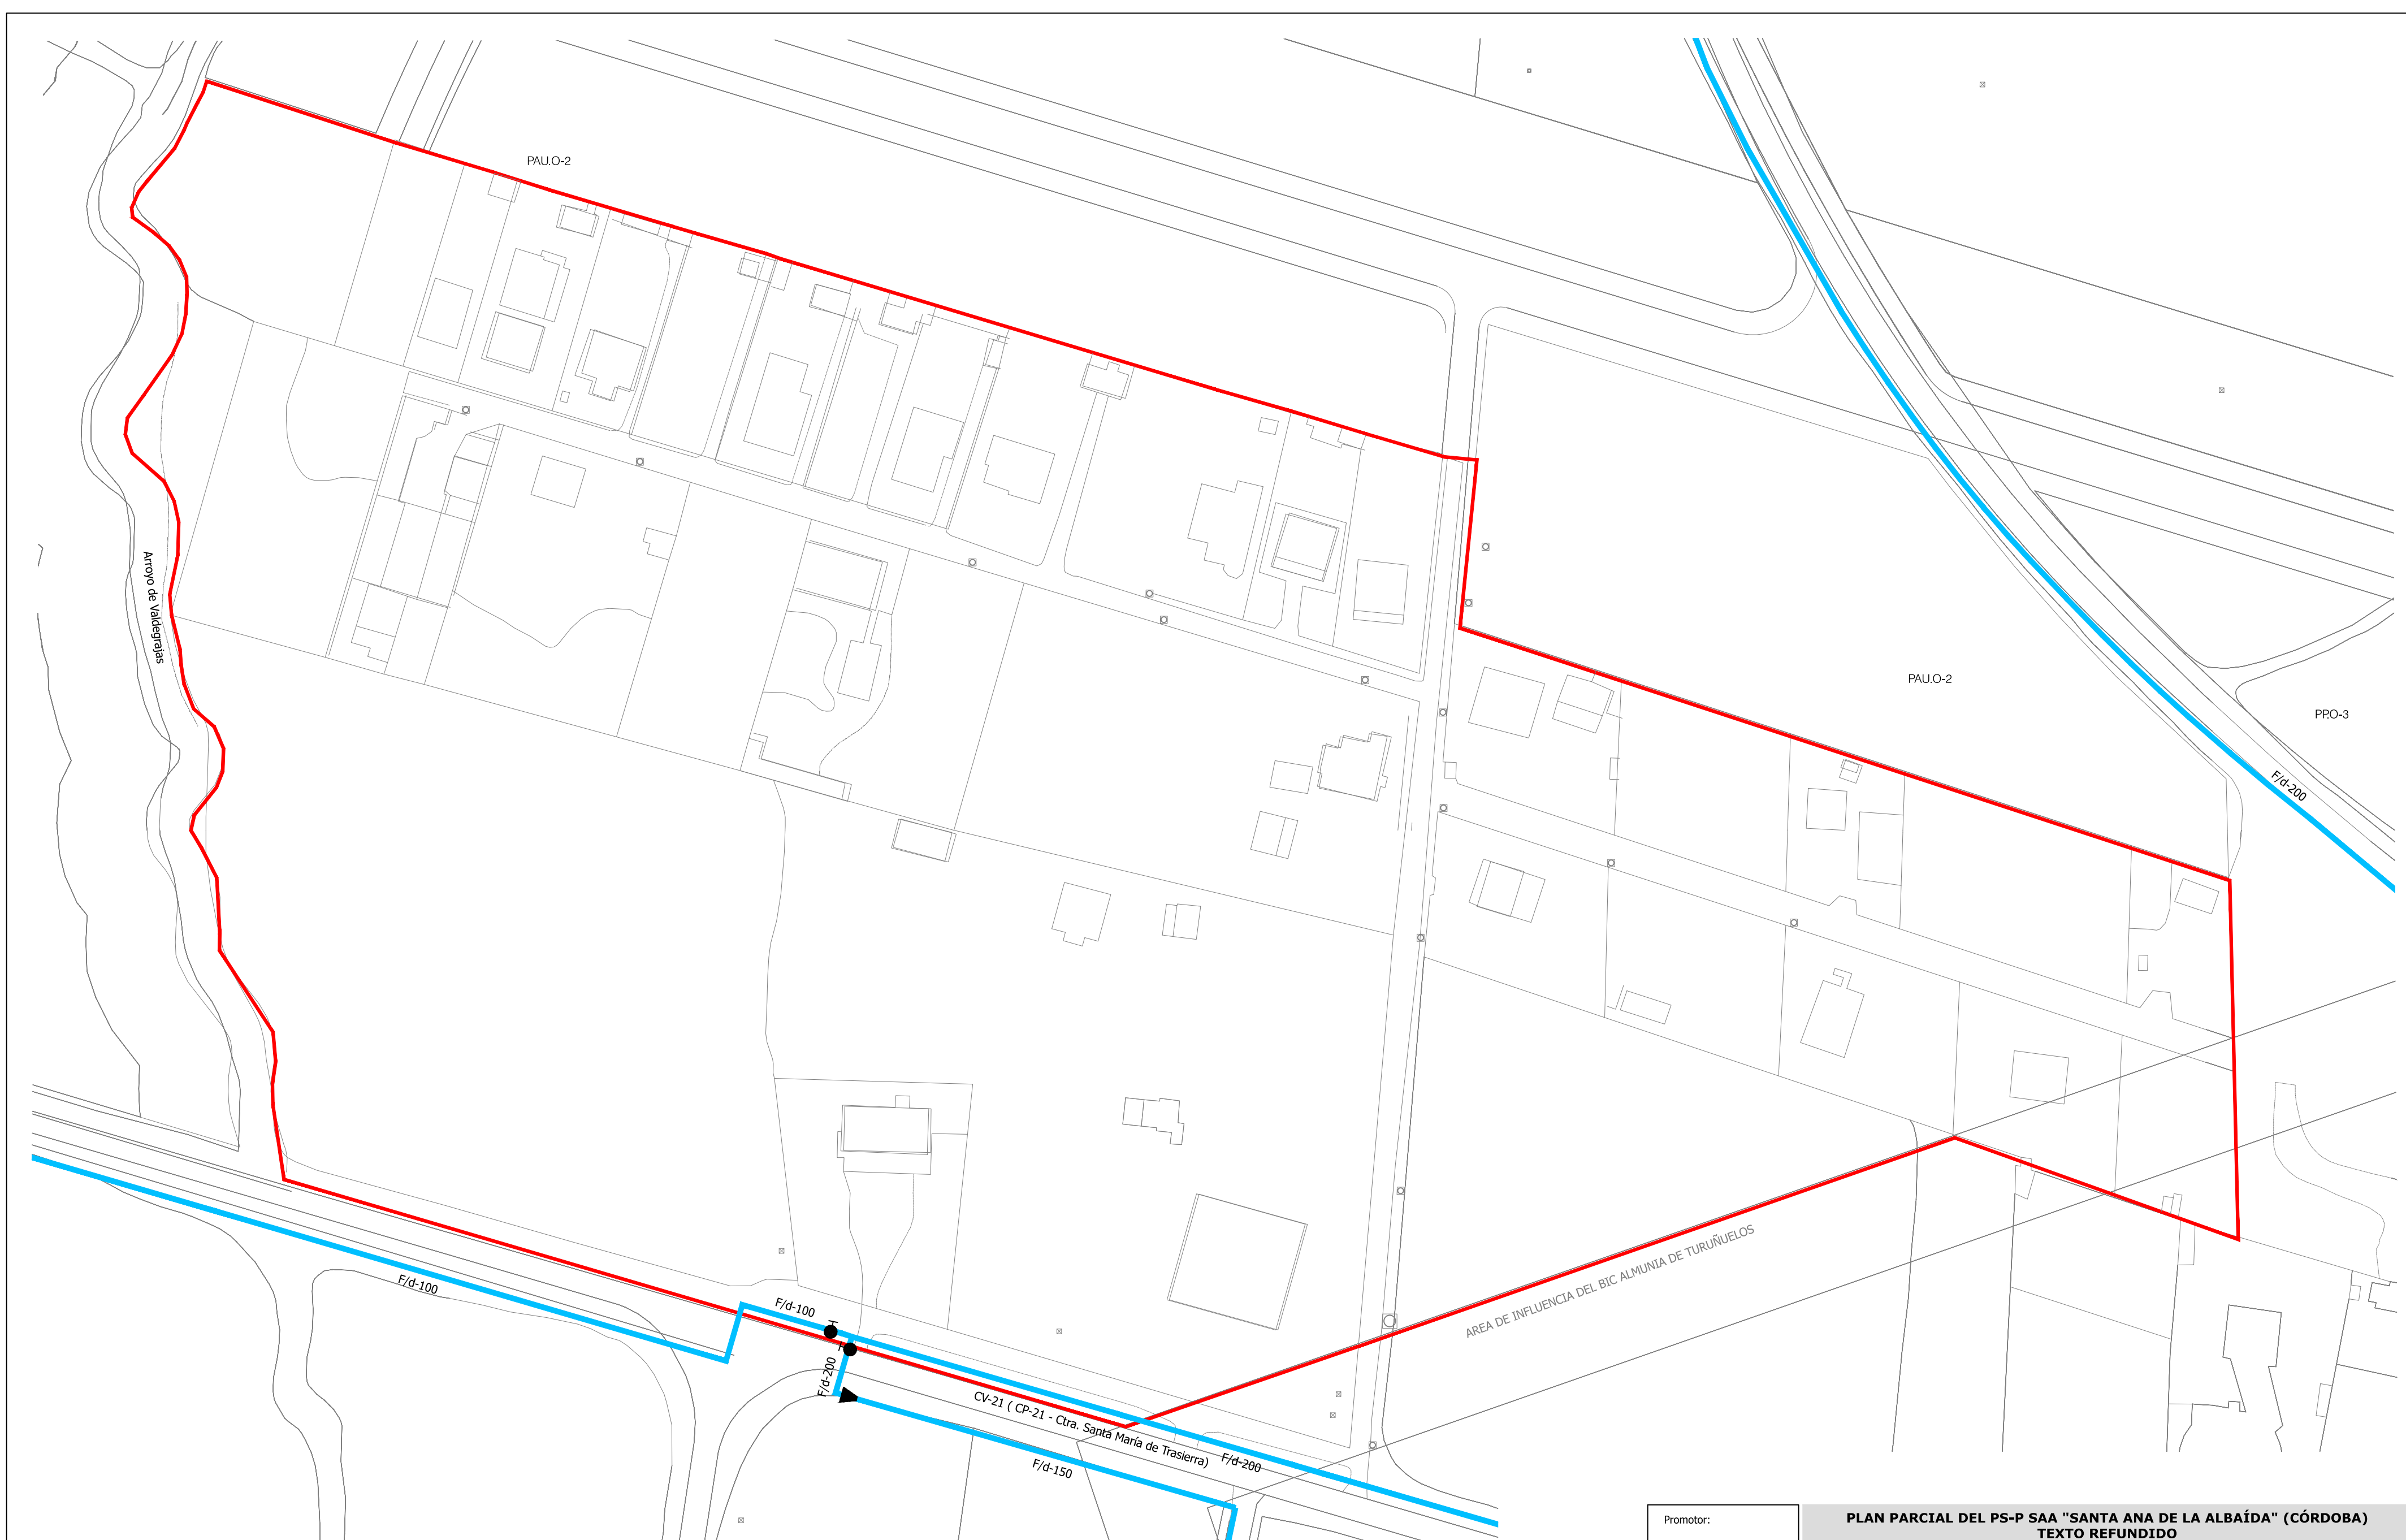 PAU.O-2
Arroyo de Valdegrajas
PAU.O-2
PP.O-3
F/d-200
AREA DE INFLUENCIA DEL BIC ALMUNIA DE TURUÑUELOS
F/d-100
F/d-100
H
F/d-200
CV-21 ( CP-21 - Ctra. Santa María de Trasierra)
F/d-200
F/d-150
Promotor:
PLAN PARCIAL DEL PS-P SAA "SANTA ANA DE LA ALBAÍDA" (CÓRDOBA)
TEXTO REFUNDIDO